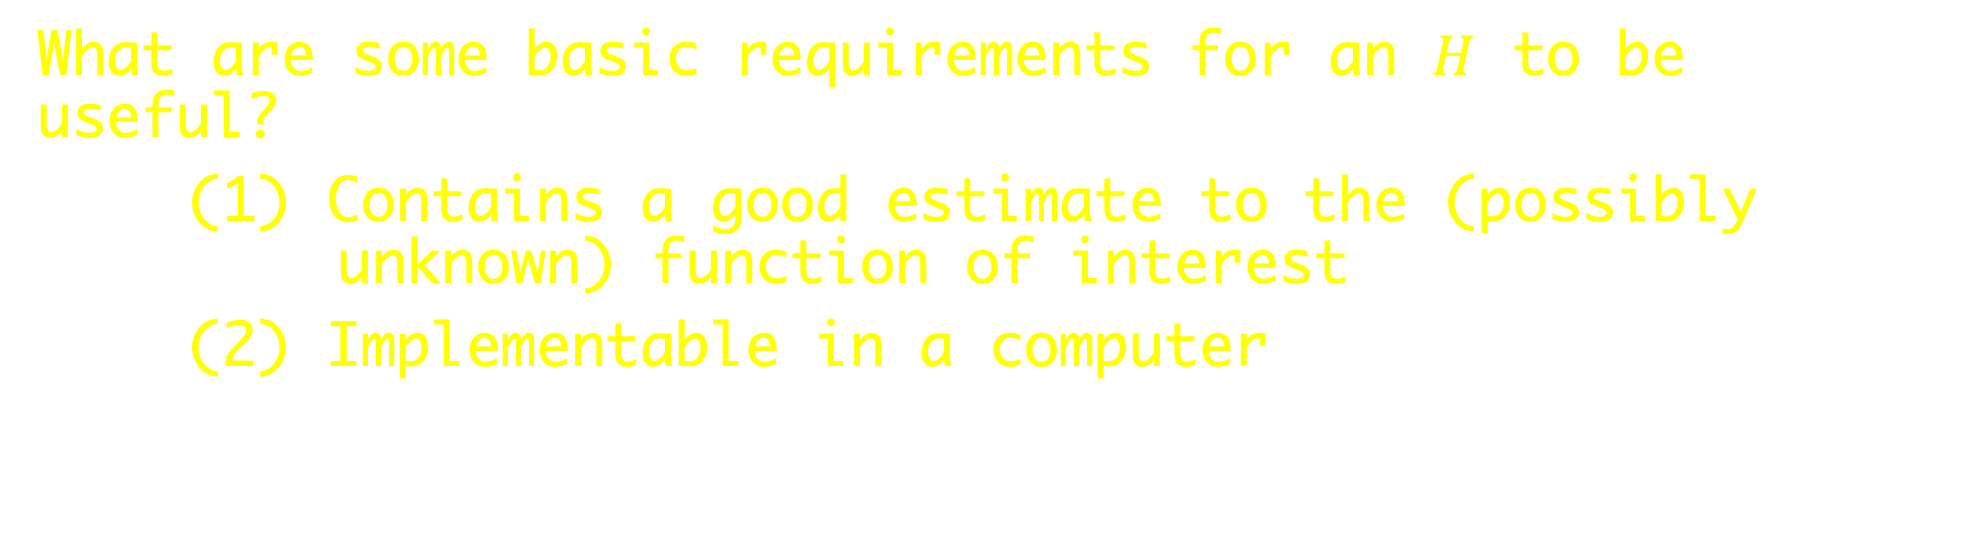 What are some basic requirements for an H to be
useful?
(1) Contains a good estimate to the (possibly
unknown) function of interest
(2) Implementable in a computer